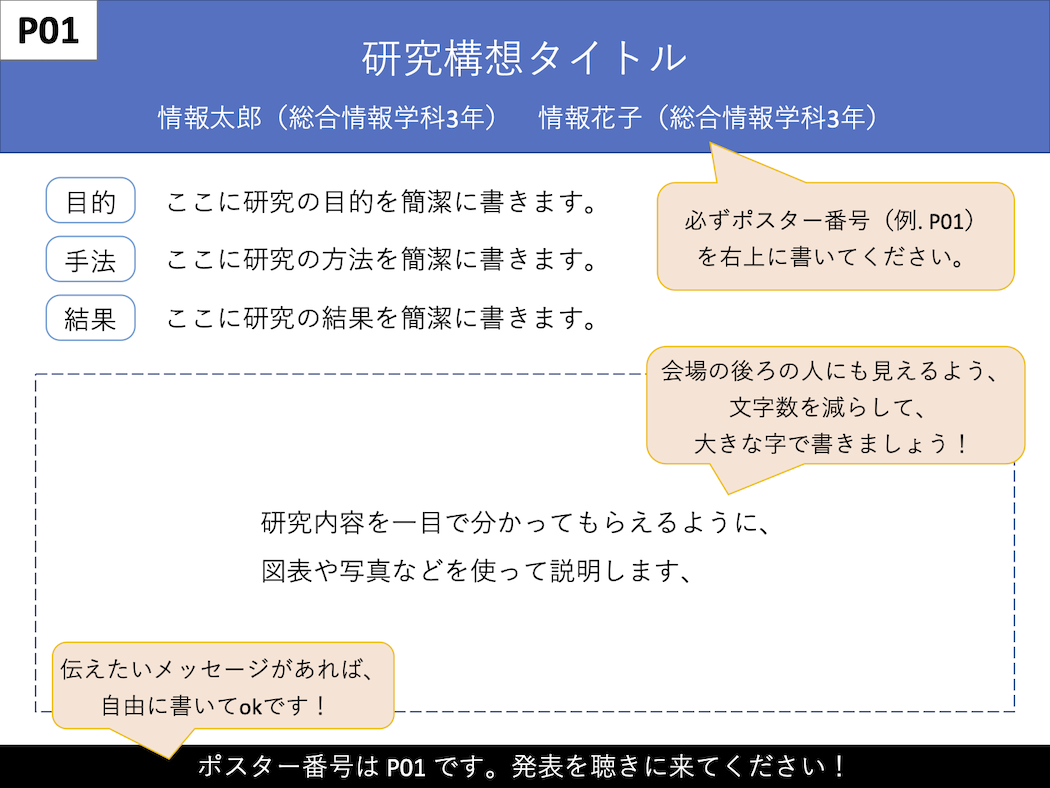 P01
研究構想タイトル
情報太郎（総合情報学科3年）　情報花子（総合情報学科3年）
目的　ここに研究の目的を簡潔に書きます。
手法　ここに研究の方法を簡潔に書きます。
結果　ここに研究の結果を簡潔に書きます。
必ずポスター番号（例. P01）
を右上に書いてください。
会場の後ろの人にも見えるよう、
文字数を減らして、
大きな字で書きましょう！
研究内容を一目で分かってもらえるように、
図表や写真などを使って説明します、
伝えたいメッセージがあれば、
自由に書いてokです！
ポスター番号は P01 です。発表を聴きに来てください！